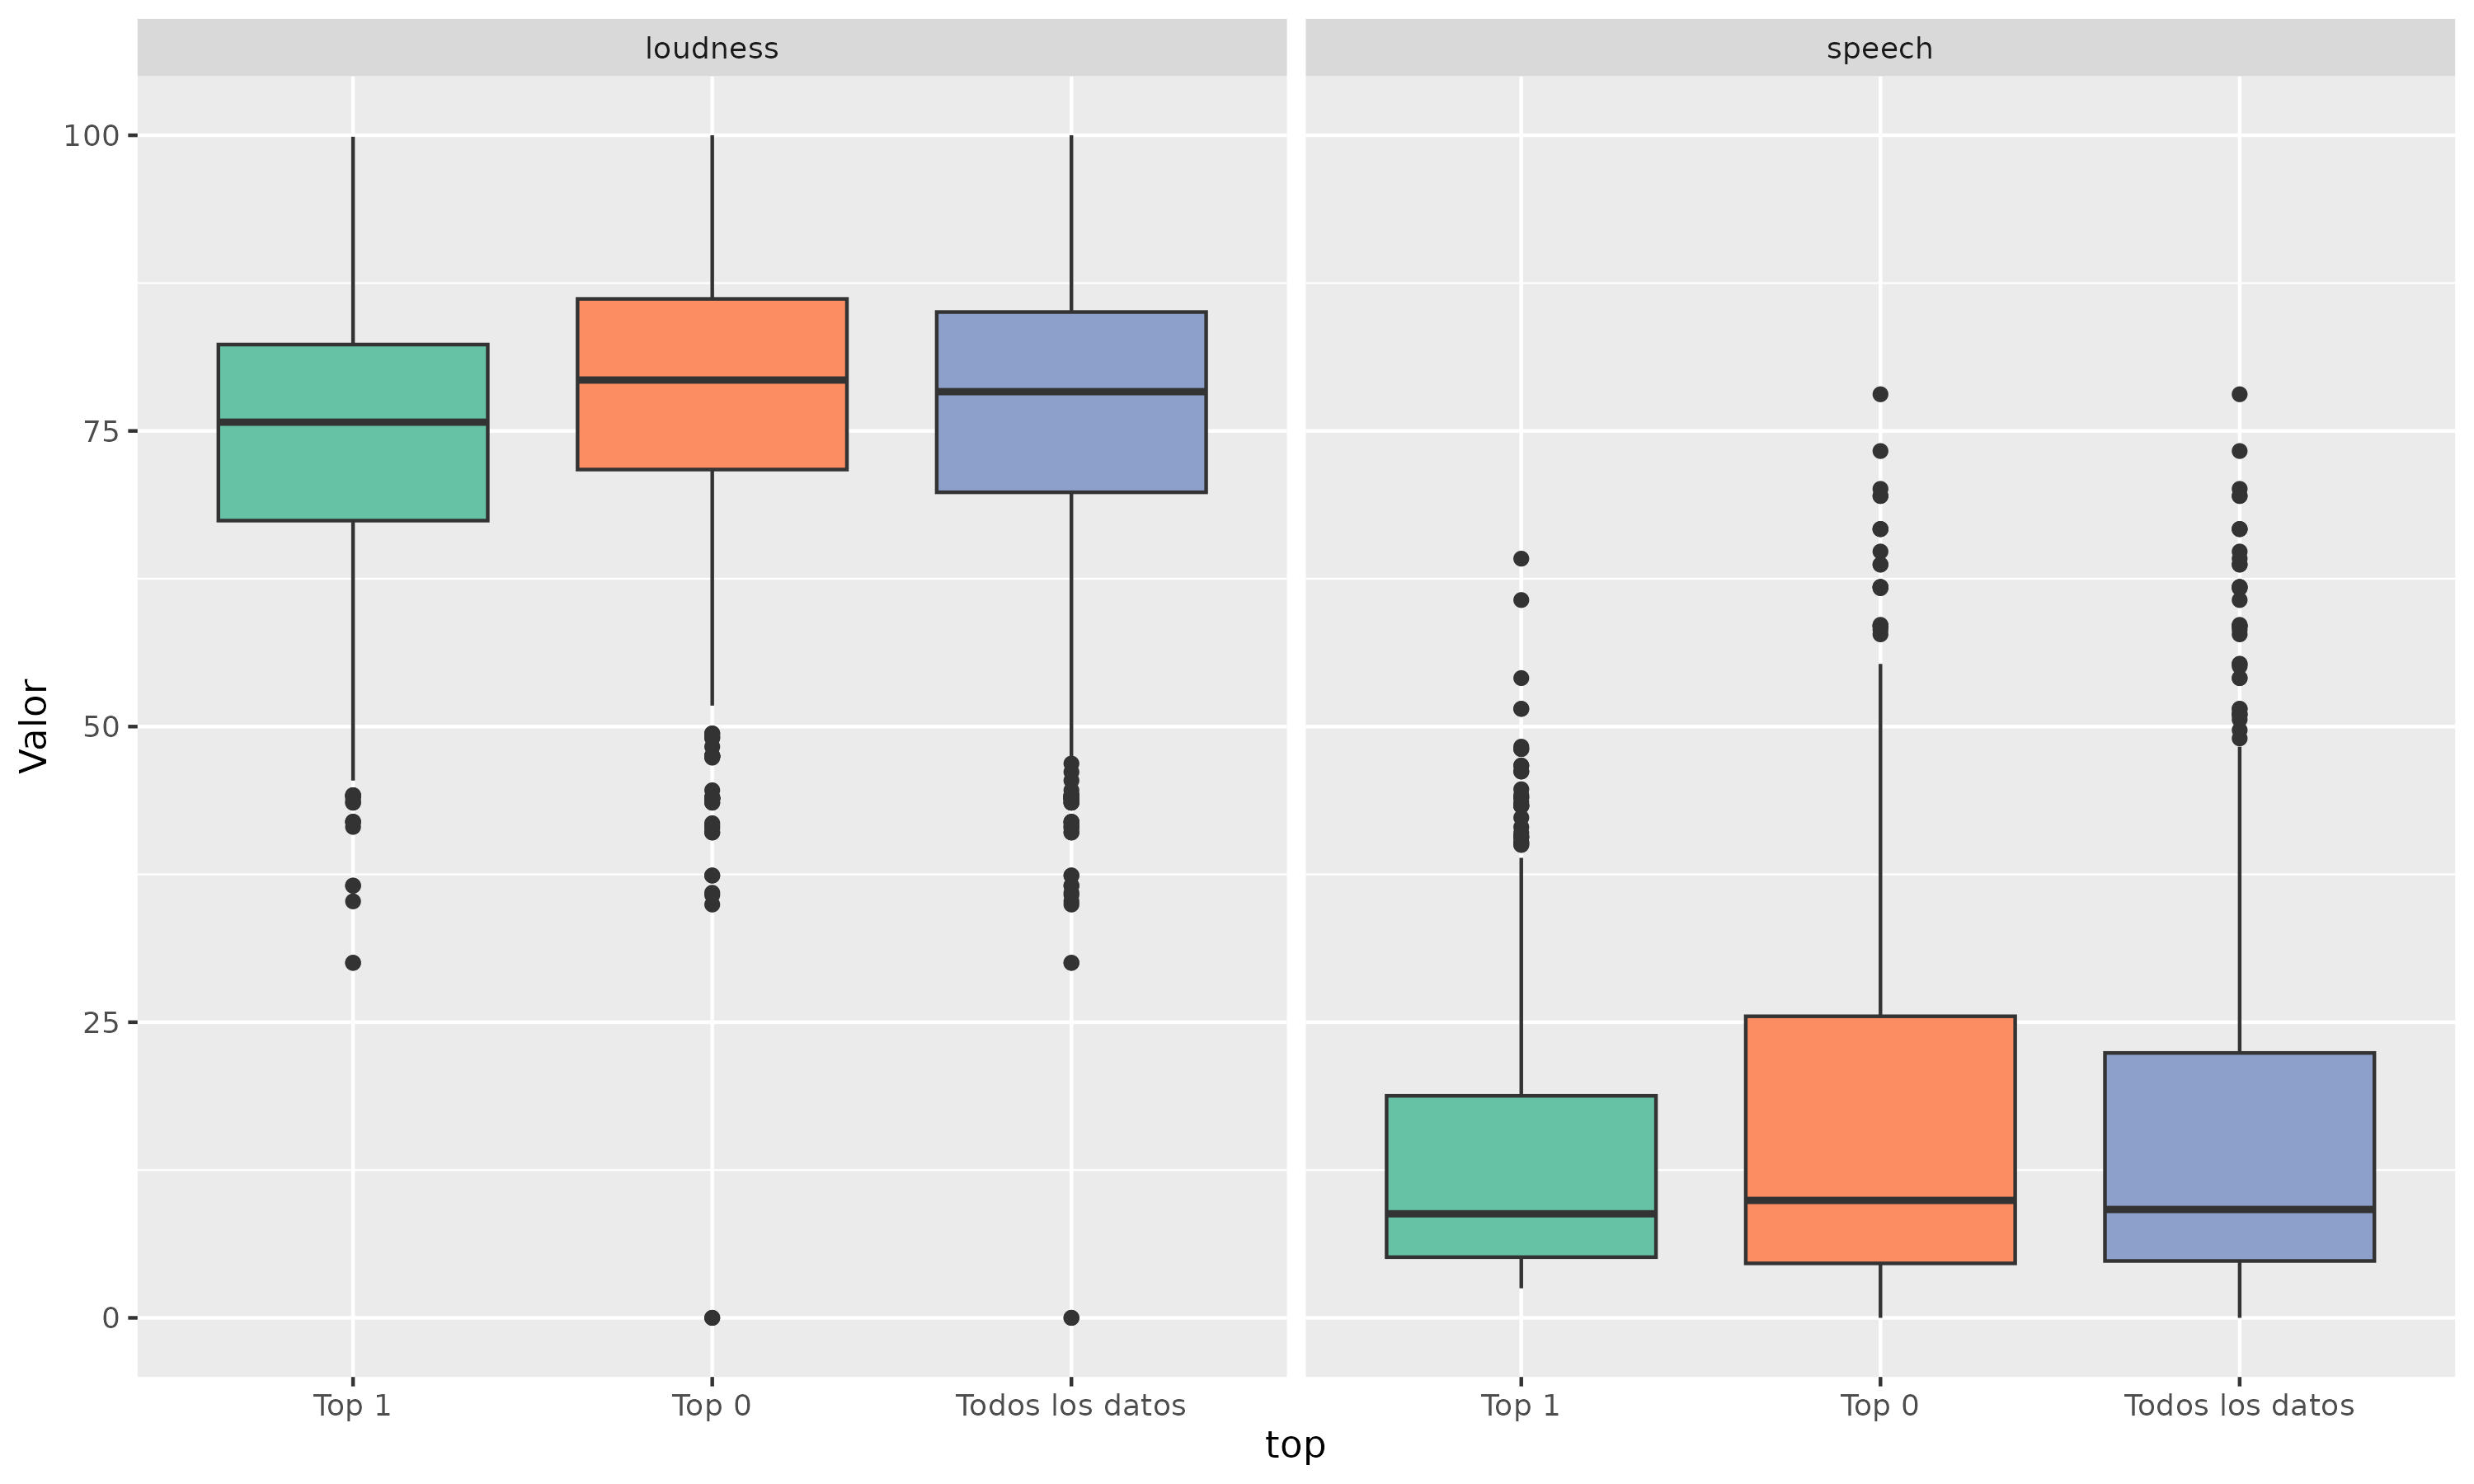 loudness
speech
100
75
50
25
0
Valor
Top 1
Top 0
Todos los datos
Top 1
Top 0
Todos los datos
top